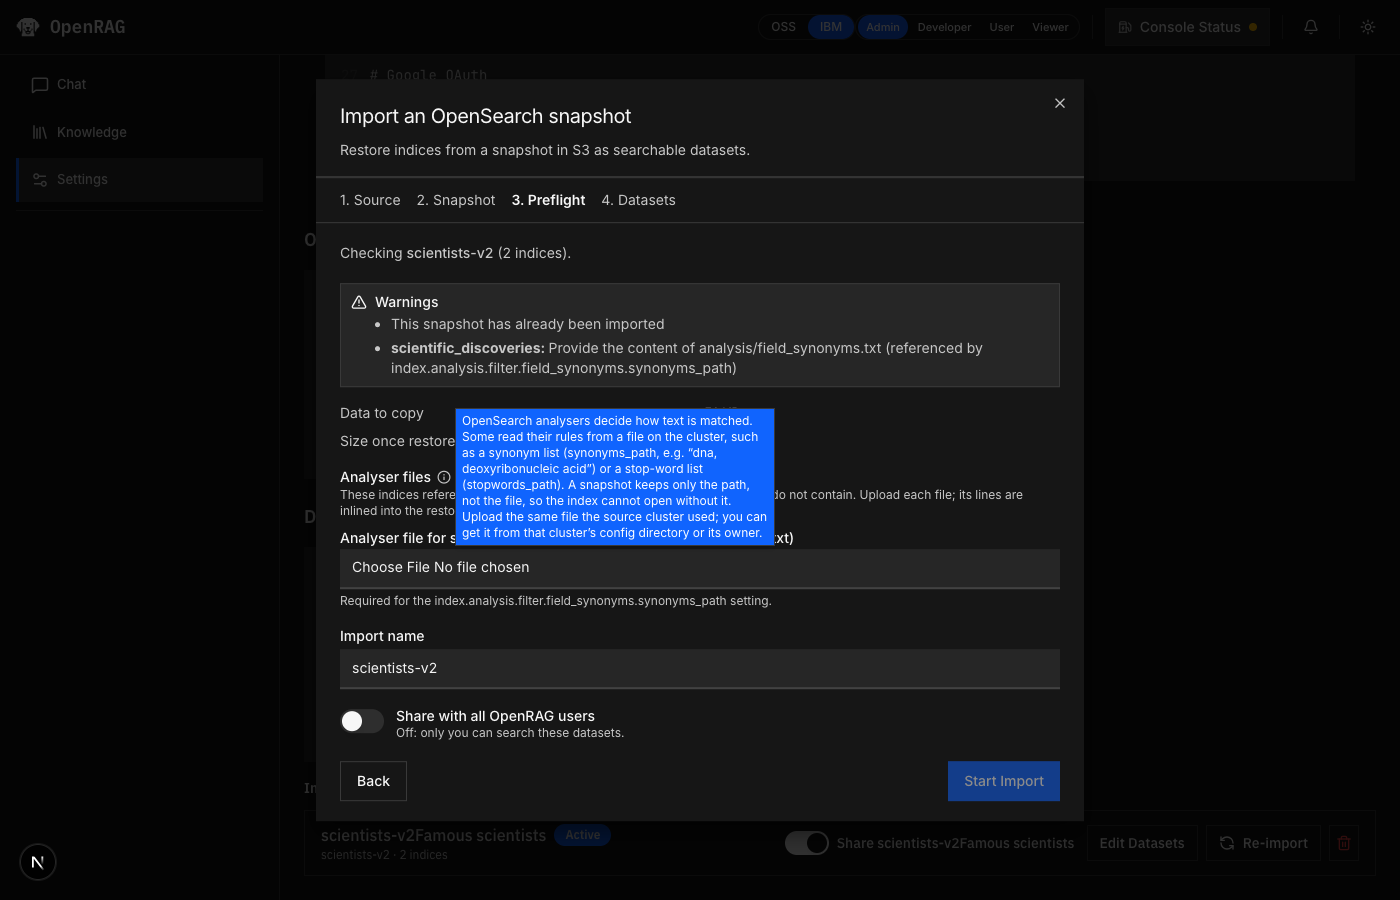 OpenRAG
OSS IBM Admin Developer User Viewer
Console Status
Chat
Knowledge
Settings
# Google OAuth
Import an OpenSearch snapshot
Restore indices from a snapshot in S3 as searchable datasets.
1. Source 2. Snapshot 3. Preflight 4. Datasets
Checking scientists-v2 (2 indices).
Warnings
• This snapshot has already been imported
• scientific_discoveries: Provide the content of analysis/field_synonyms.txt (referenced by
index.analysis.filter.field_synonyms.synonyms_path)
Data to copy
Size once restore
Analyser files
These indices refere
do not contain. Upload each file; its lines are
inlined into the resto
OpenSearch analysers decide how text is matched.
Some read their rules from a file on the cluster, such
as a synonym list (synonyms_path, e.g. “dna,
deoxyribonucleic acid”) or a stop-word list
(stopwords_path). A snapshot keeps only the path,
not the file, so the index cannot open without it.
Upload the same file the source cluster used; you can
get it from that cluster’s config directory or its owner.
Analyser file for s
xt)
Choose File No file chosen
Required for the index.analysis.filter.field_synonyms.synonyms_path setting.
Import name
scientists-v2
Share with all OpenRAG users
Off: only you can search these datasets.
Back
Start Import
scientists-v2Famous scientists Active
scientists-v2 · 2 indices
Share scientists-v2Famous scientists
Edit Datasets
Re-import
N